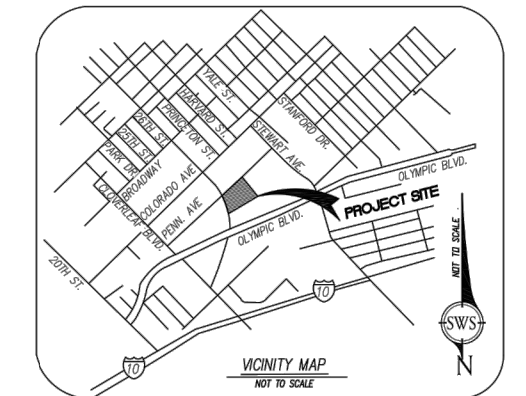 YALE ST.
HARVARD ST.
PRINCETON ST.
26TH ST.
25TH ST.
PARK DR.
BROADWAY
CLOVERLEAF BLVD.
COLORADO AVE
PENN. AVE
20TH ST.
STANFORD DR.
STEWART AVE.
OLYMPIC BLVD.
OLYMPIC BLVD.
PROJECT SITE
10
10
NOT TO SCALE
SWS
N
VICINITY MAP
NOT TO SCALE